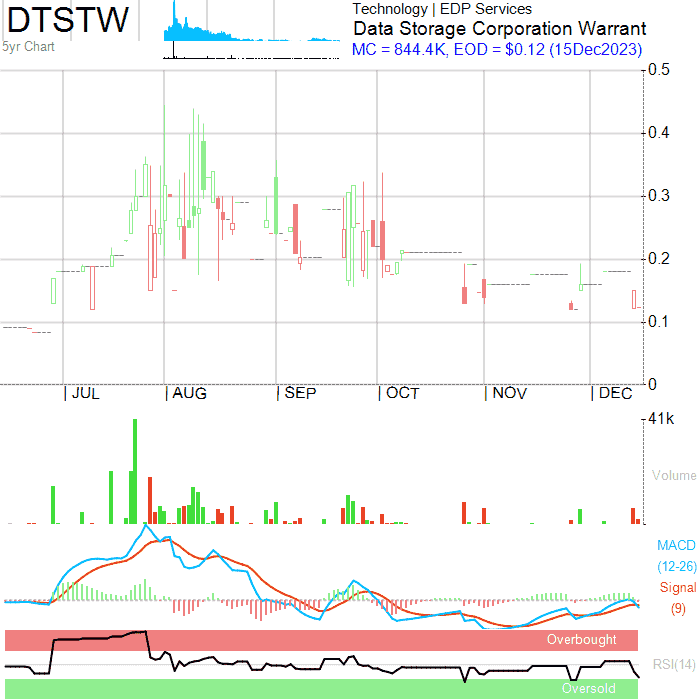 DTSTW
5yr Chart
Technology | EDP Services
Data Storage Corporation Warrant
MC = 844.4K, EOD = $0.12 (15Dec2023)
0.5
0.4
0.3
0.2
0.1
0
| JUL | AUG | SEP | OCT | NOV | DEC
41k
Volume
MACD
(12-26)
Signal
(9)
Overbought
RSI(14)
Oversold